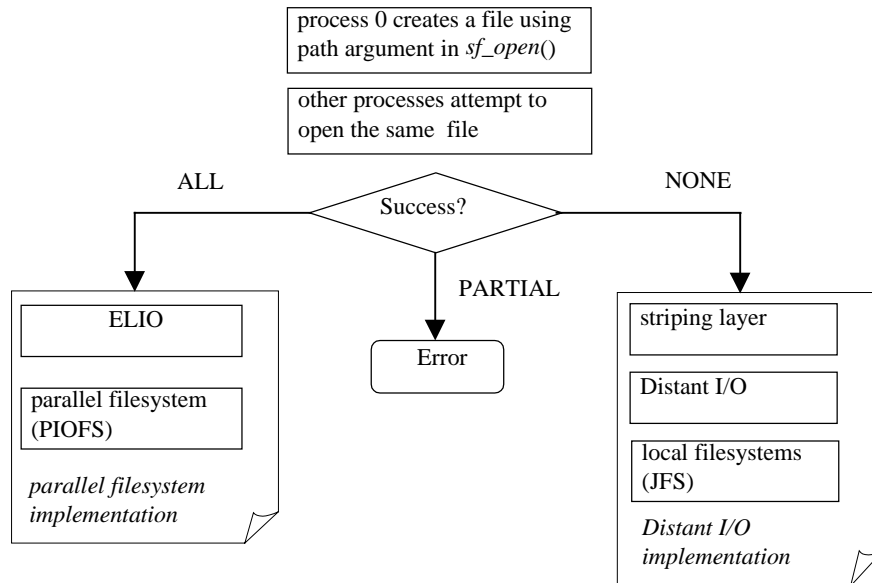 process 0 creates a file using
path argument in sf_open()
other processes attempt to
open the same file
ALL
NONE
Success?
PARTIAL
ELIO
parallel filesystem
(PIOFS)
parallel filesystem
implementation
Error
striping layer
Distant I/O
local filesystems
(JFS)
Distant I/O
implementation